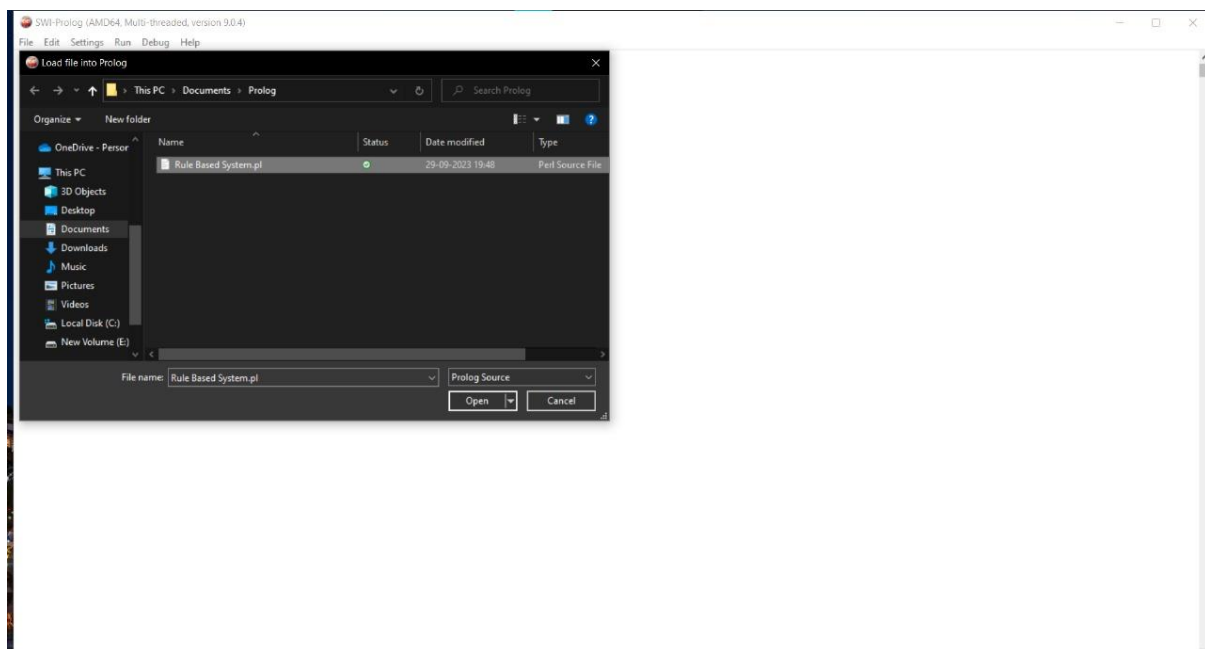 SWI-Prolog (AMD64, Multi-threaded, version 9.0.4)
File Edit Settings Run Debug Help
Load file into Prolog
This PC > Documents > Prolog
Search Prolog
Organize New folder
Name Status Date modified Type
OneDrive - Person
Rule Based System.pl 29-09-2023 19:48 Perl Source File
This PC
3D Objects
Desktop
Documents
Downloads
Music
Pictures
Videos
Local Disk (C:)
New Volume (E:)
File name: Rule Based System.pl Prolog Source
Open Cancel